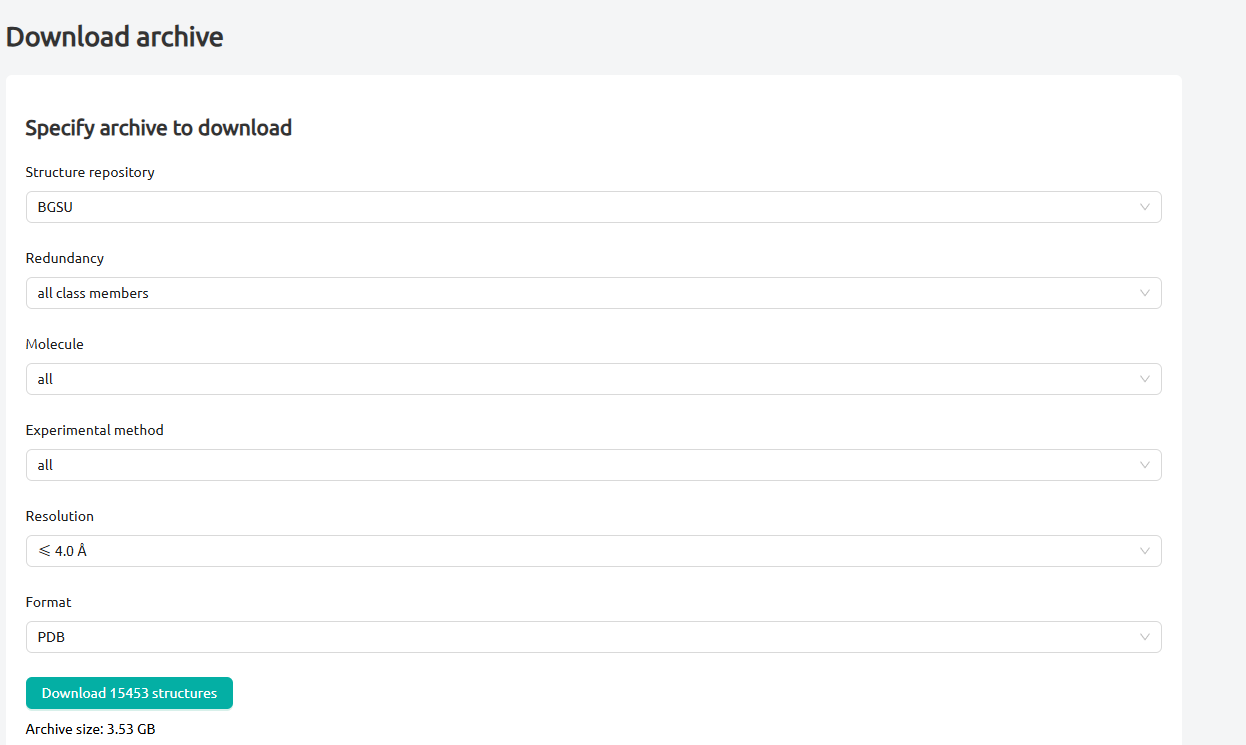 Download archive
Specify archive to download
Structure repository
BGSU
Redundancy
all class members
Molecule
all
Experimental method
all
Resolution
⩽ 4.0 Å
Format
PDB
Download 15453 structures
Archive size: 3.53 GB